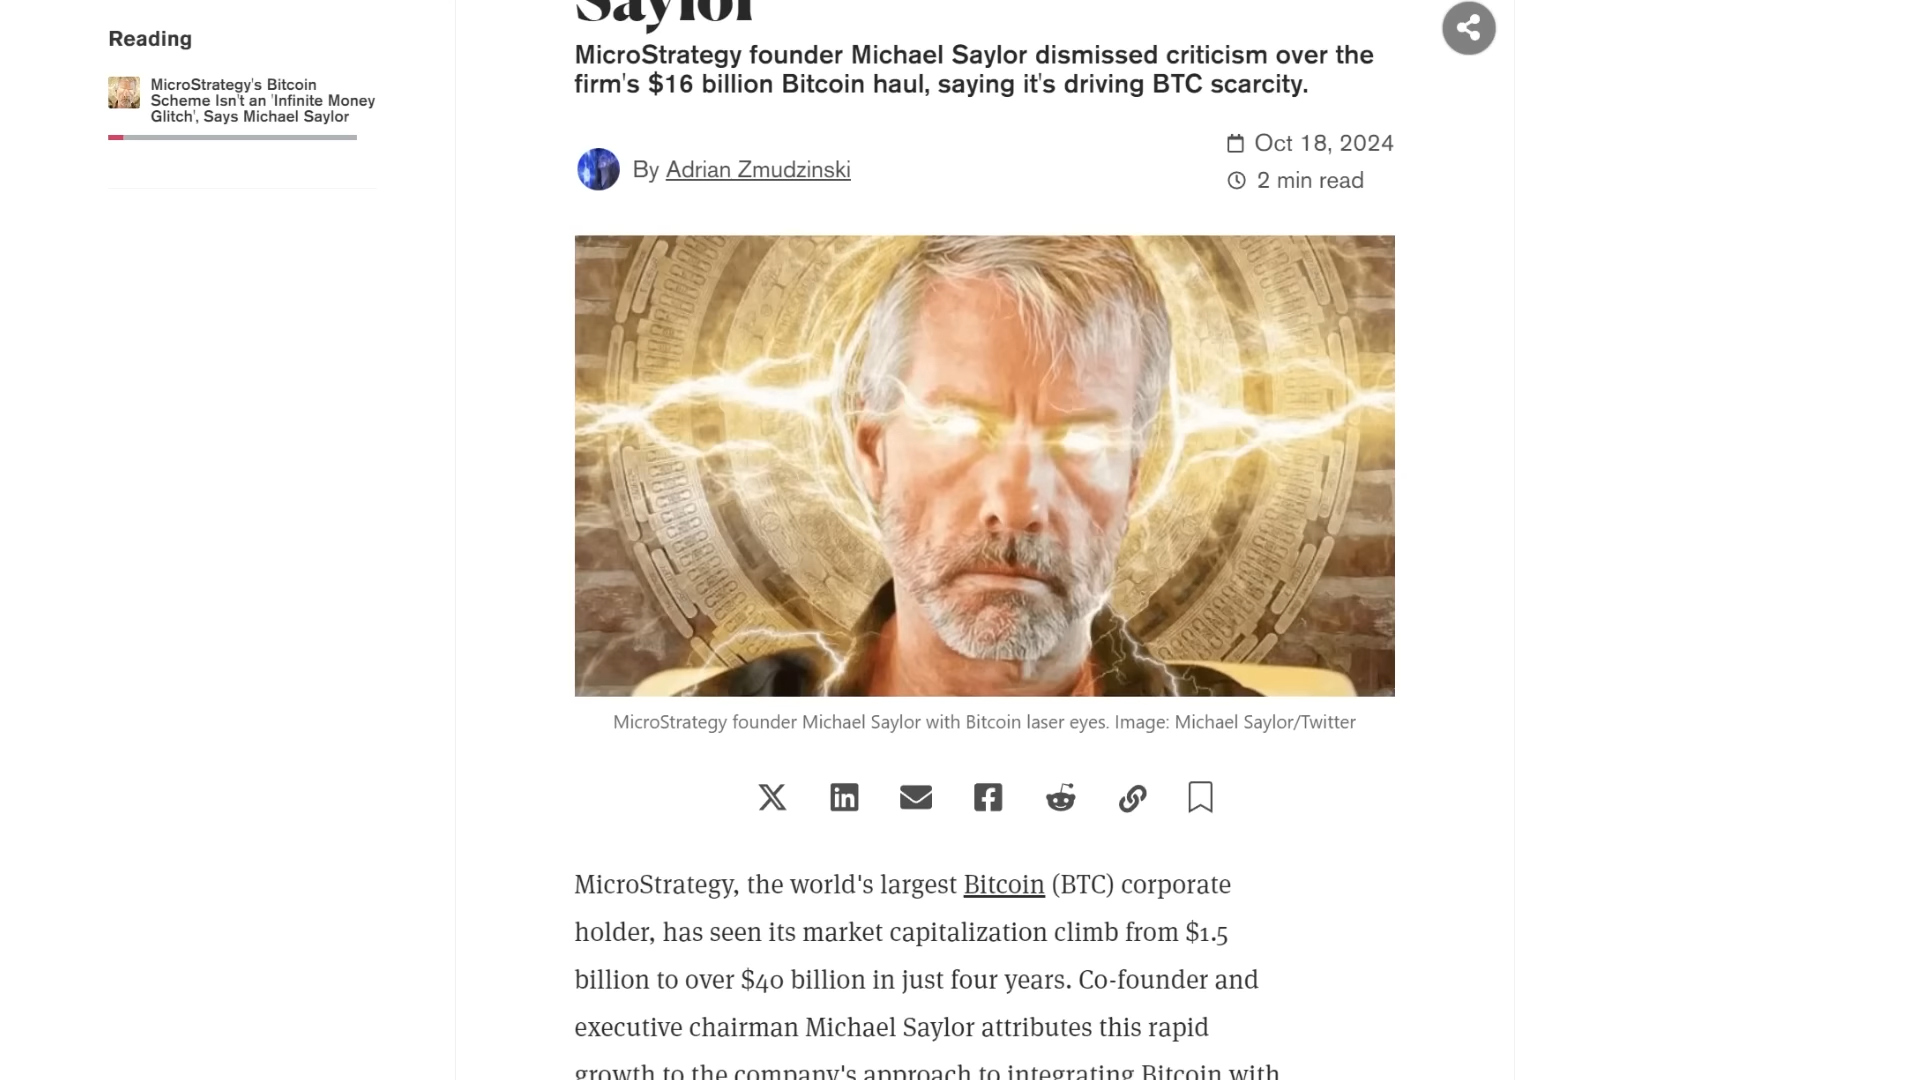 Saylor
Reading
MicroStrategy's Bitcoin
Scheme Isn't an 'Infinite Money
Glitch', Says Michael Saylor
MicroStrategy founder Michael Saylor dismissed criticism over the
firm's $16 billion Bitcoin haul, saying it's driving BTC scarcity.
By Adrian Zmudzinski
Oct 18, 2024
2 min read
MicroStrategy founder Michael Saylor with Bitcoin laser eyes. Image: Michael Saylor/Twitter
MicroStrategy, the world's largest Bitcoin (BTC) corporate
holder, has seen its market capitalization climb from $1.5
billion to over $40 billion in just four years. Co-founder and
executive chairman Michael Saylor attributes this rapid
growth to the company's approach to integrating Bitcoin with